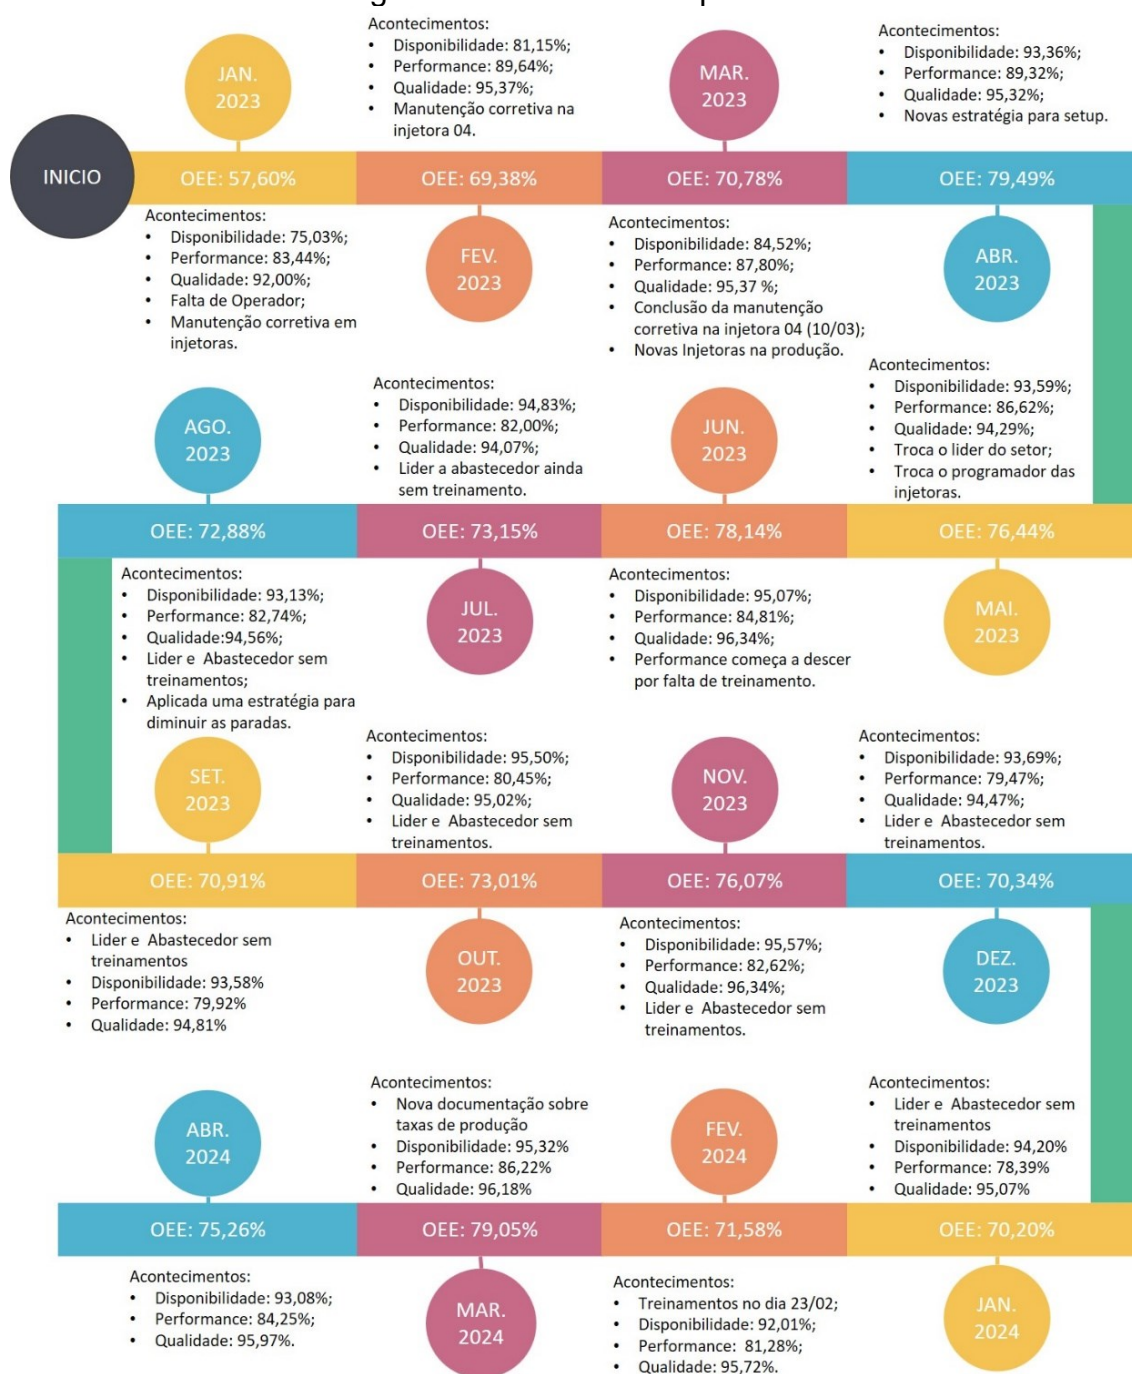 Acontecimentos:
• Disponibilidade: 81,15%;
• Performance: 89,64%;
• Qualidade: 95,37%;
• Manutenção corretiva na
injetora 04.
Acontecimentos:
• Disponibilidade: 93,36%;
• Performance: 89,32%;
• Qualidade: 95,32%;
• Novas estratégia para setup.
JAN.
2023
MAR.
2023
INICIO
OEE: 57,60%
OEE: 69,38%
OEE: 70,78%
OEE: 79,49%
Acontecimentos:
• Disponibilidade: 75,03%;
• Performance: 83,44%;
• Qualidade: 92,00%;
• Falta de Operador;
• Manutenção corretiva em
injetoras.
FEV.
2023
Acontecimentos:
• Disponibilidade: 84,52%;
• Performance: 87,80%;
• Qualidade: 95,37 %;
• Conclusão da manutenção
corretiva na injetora 04 (10/03);
• Novas Injetoras na produção.
ABR.
2023
AGO.
2023
Acontecimentos:
• Disponibilidade: 94,83%;
• Performance: 82,00%;
• Qualidade: 94,07%;
• Lider a abastecedor ainda
sem treinamento.
JUN.
2023
Acontecimentos:
• Disponibilidade: 93,59%;
• Performance: 86,62%;
• Qualidade: 94,29%;
• Troca o lider do setor;
• Troca o programador das
injetoras.
OEE: 72,88%
OEE: 73,15%
OEE: 78,14%
OEE: 76,44%
Acontecimentos:
• Disponibilidade: 93,13%;
• Performance: 82,74%;
• Qualidade:94,56%;
• Lider e Abastecedor sem
treinamentos;
• Aplicada uma estratégia para
diminuir as paradas.
JUL.
2023
Acontecimentos:
• Disponibilidade: 95,07%;
• Performance: 84,81%;
• Qualidade: 96,34%;
• Performance começa a descer
por falta de treinamento.
MAI.
2023
SET.
2023
Acontecimentos:
• Disponibilidade: 95,50%;
• Performance: 80,45%;
• Qualidade: 95,02%;
• Lider e Abastecedor sem
treinamentos.
NOV.
2023
Acontecimentos:
• Disponibilidade: 93,69%;
• Performance: 79,47%;
• Qualidade: 94,47%;
• Lider e Abastecedor sem
treinamentos.
OEE: 70,91%
OEE: 73,01%
OEE: 76,07%
OEE: 70,34%
Acontecimentos:
• Lider e Abastecedor sem
treinamentos
• Disponibilidade: 93,58%
• Performance: 79,92%
• Qualidade: 94,81%
OUT.
2023
Acontecimentos:
• Disponibilidade: 95,57%;
• Performance: 82,62%;
• Qualidade: 96,34%;
• Lider e Abastecedor sem
treinamentos.
DEZ.
2023
ABR.
2024
Acontecimentos:
• Nova documentação sobre
taxas de produção
• Disponibilidade: 95,32%
• Performance: 86,22%
• Qualidade: 96,18%
FEV.
2024
Acontecimentos:
• Lider e Abastecedor sem
treinamentos
• Disponibilidade: 94,20%
• Performance: 78,39%
• Qualidade: 95,07%
OEE: 75,26%
OEE: 79,05%
OEE: 71,58%
OEE: 70,20%
Acontecimentos:
• Disponibilidade: 93,08%;
• Performance: 84,25%;
• Qualidade: 95,97%.
MAR.
2024
Acontecimentos:
• Treinamentos no dia 23/02;
• Disponibilidade: 92,01%;
• Performance: 81,28%;
• Qualidade: 95,72%.
JAN.
2024